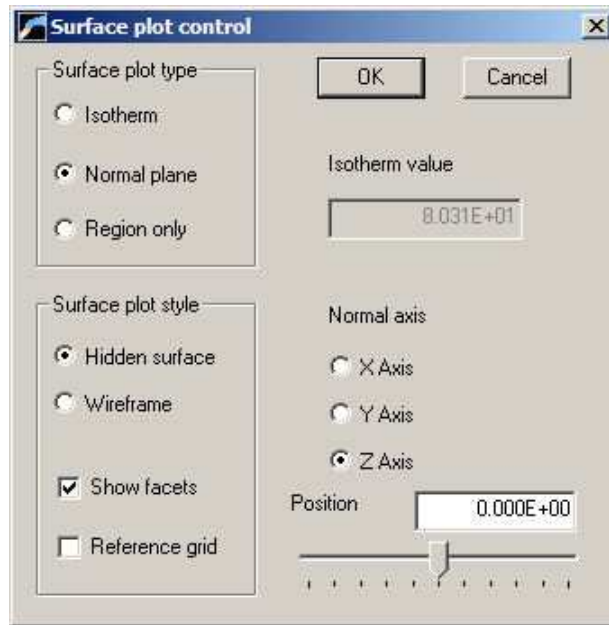 Surface plot control
Surface plot type
Isotherm
Normal plane
Region only
OK
Cancel
Isotherm value
8.031E+01
Surface plot style
Hidden surface
Wireframe
Show facets
Reference grid
Normal axis
X Axis
Y Axis
Z Axis
Position
0.000E+00